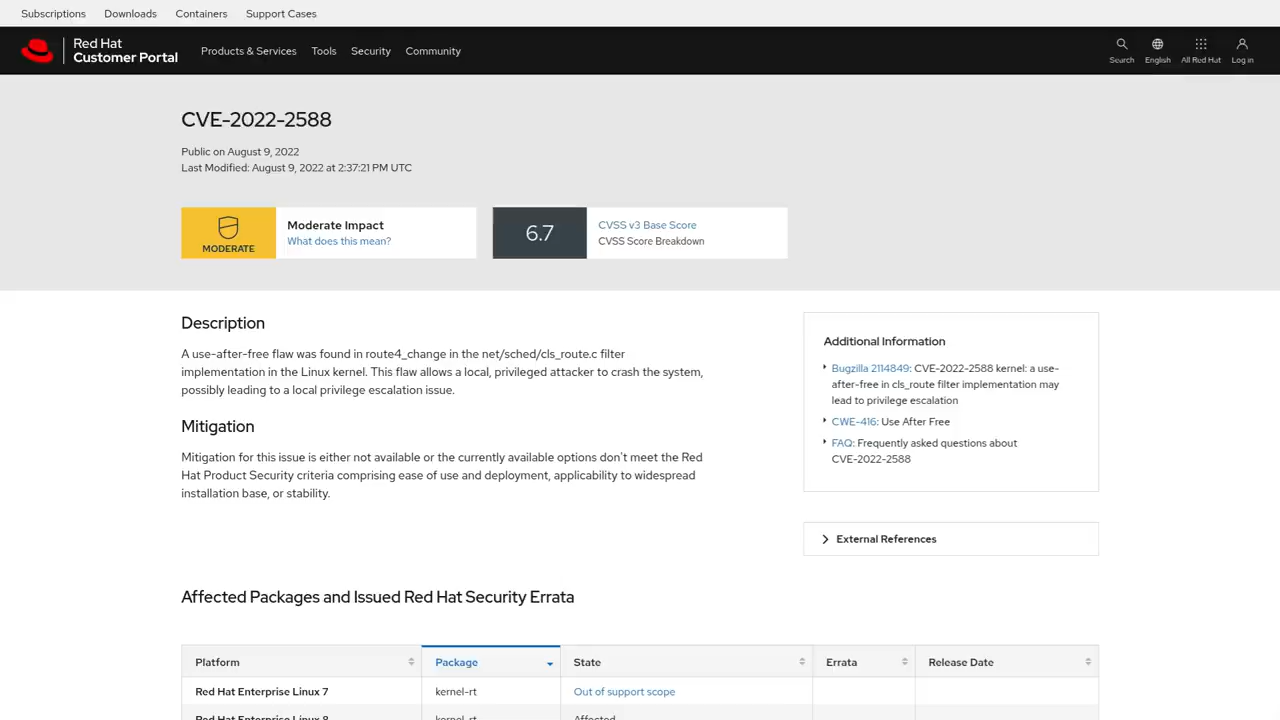 Subscriptions Downloads Containers Support Cases
Red Hat
Customer Portal
Products & Services Tools Security Community
Search English All Red Hat Log in
CVE-2022-2588
Public on August 9, 2022
Last Modified: August 9, 2022 at 2:37:21 PM UTC
MODERATE
Moderate Impact
What does this mean?
6.7
CVSS v3 Base Score
CVSS Score Breakdown
Description
A use-after-free flaw was found in route4_change in the net/sched/cls_route.c filter
implementation in the Linux kernel. This flaw allows a local, privileged attacker to crash the system,
possibly leading to a local privilege escalation issue.
Mitigation
Mitigation for this issue is either not available or the currently available options don't meet the Red
Hat Product Security criteria comprising ease of use and deployment, applicability to widespread
installation base, or stability.
Additional Information
Bugzilla 2114849: CVE-2022-2588 kernel: a use-
after-free in cls_route filter implementation may
lead to privilege escalation
CWE-416: Use After Free
FAQ: Frequently asked questions about
CVE-2022-2588
External References
Affected Packages and Issued Red Hat Security Errata
Platform Package State Errata Release Date
Red Hat Enterprise Linux 7 kernel-rt Out of support scope
Red Hat Enterprise Linux 8 kernel-rt Affected